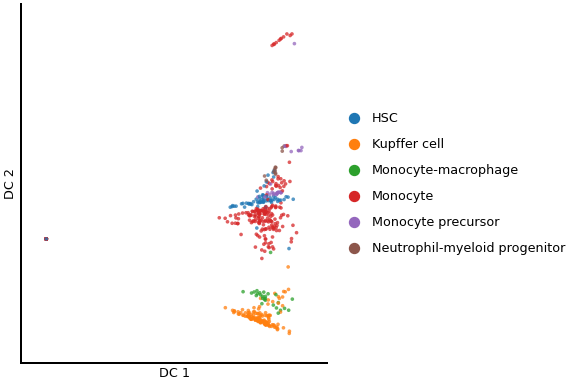 HSC
Kupffer cell
Monocyte-macrophage
Monocyte
Monocyte precursor
Neutrophil-myeloid progenitor
DC 2
DC 1